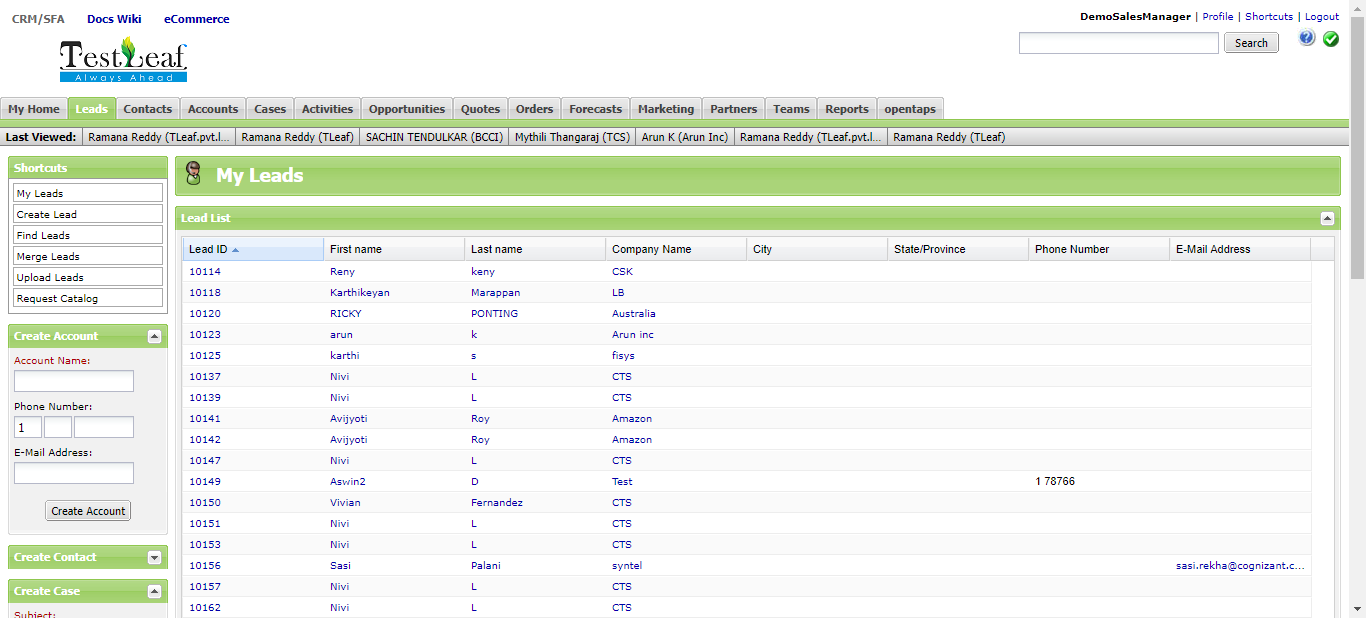 CRM/SFA Docs Wiki eCommerce
DemoSalesManager | Profile | Shortcuts | Logout
TestLeaf
Always Ahead
Search
My Home Leads Contacts Accounts Cases Activities Opportunities Quotes Orders Forecasts Marketing Partners Teams Reports opentaps
Last Viewed: Ramana Reddy (TLeaf.pvt.l... Ramana Reddy (TLeaf) SACHIN TENDULKAR (BCCI) Mythili Thangaraj (TCS) Arun K (Arun Inc) Ramana Reddy (TLeaf.pvt.l... Ramana Reddy (TLeaf)
Shortcuts
My Leads
Create Lead
Find Leads
Merge Leads
Upload Leads
Request Catalog
Create Account
Account Name:
Phone Number:
1
E-Mail Address:
Create Account
Create Contact
Create Case
Subject:
My Leads
Lead List
Lead ID First name Last name Company Name City State/Province Phone Number E-Mail Address
10114 Reny keny CSK
10118 Karthikeyan Marappan LB
10120 RICKY PONTING Australia
10123 arun k Arun inc
10125 karthi s fisys
10137 Nivi L CTS
10139 Nivi L CTS
10141 Avijyoti Roy Amazon
10142 Avijyoti Roy Amazon
10147 Nivi L CTS
10149 Aswin2 D Test 1 78766
10150 Vivian Fernandez CTS
10151 Nivi L CTS
10153 Nivi L CTS
10156 Sasi Palani syntel sasi.rekha@cognizant.c...
10157 Nivi L CTS
10162 Nivi L CTS